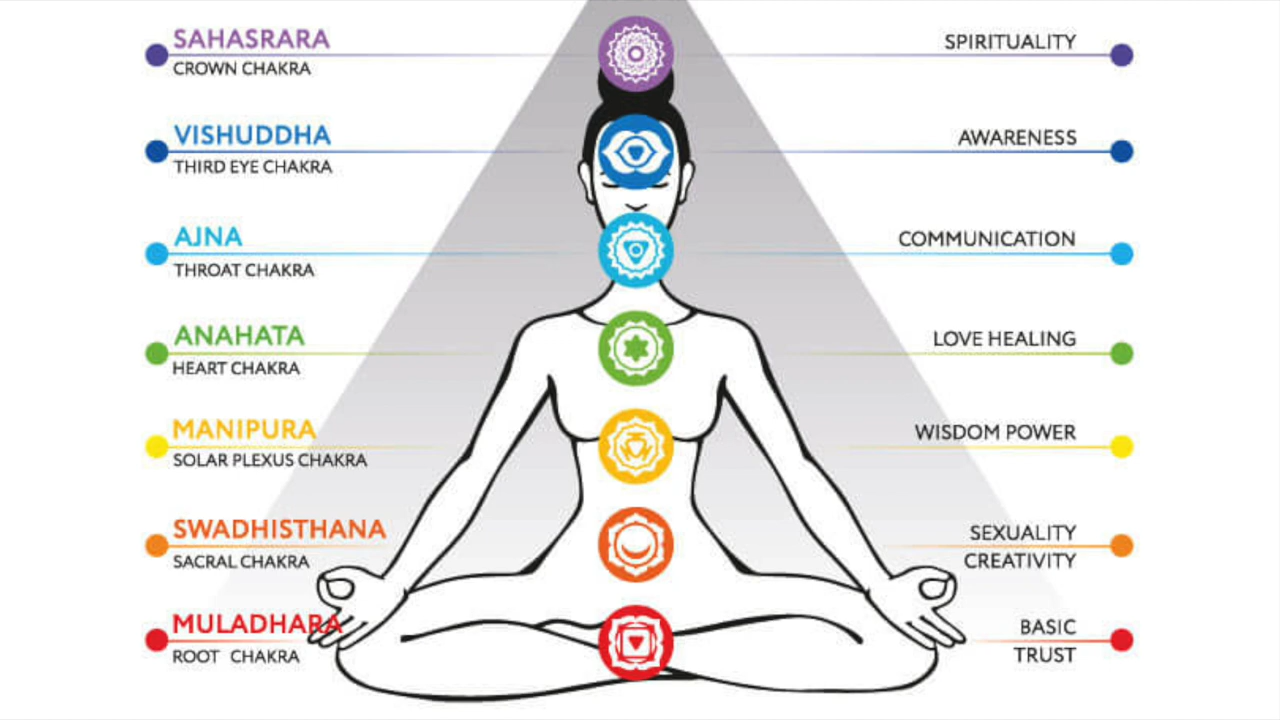 SAHASRARA
CROWN CHAKRA
SPIRITUALITY
VISHUDDHA
THIRD EYE CHAKRA
AWARENESS
AJNA
THROAT CHAKRA
COMMUNICATION
ANAHATA
HEART CHAKRA
LOVE HEALING
MANIPURA
SOLAR PLEXUS CHAKRA
WISDOM POWER
SWADHISTHANA
SACRAL CHAKRA
SEXUALITY
CREATIVITY
MULADHARA
ROOT CHAKRA
BASIC
TRUST